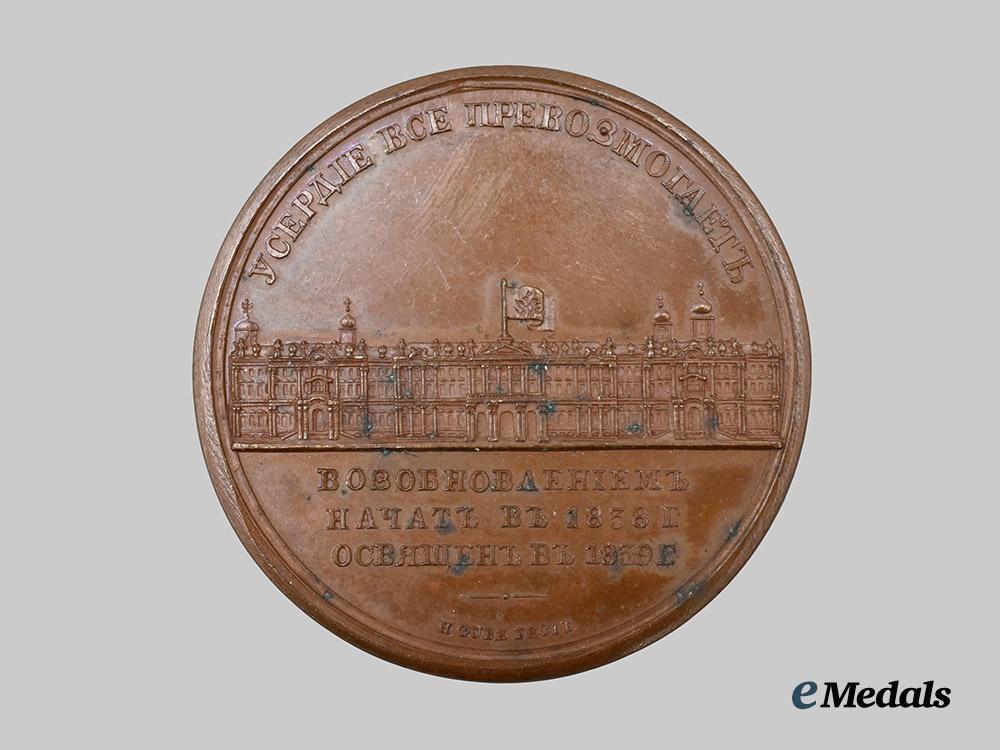 УСЕРДІЕ ВСЕ ПРЕВОЗМОГАЕТЪ
ВОЗОБНОВЛЕНІЕМЪ
НАЧАТЪ ВЪ 1838 Г
ОСВЯЩЕНЪ ВЪ 1839 Г
eMedals